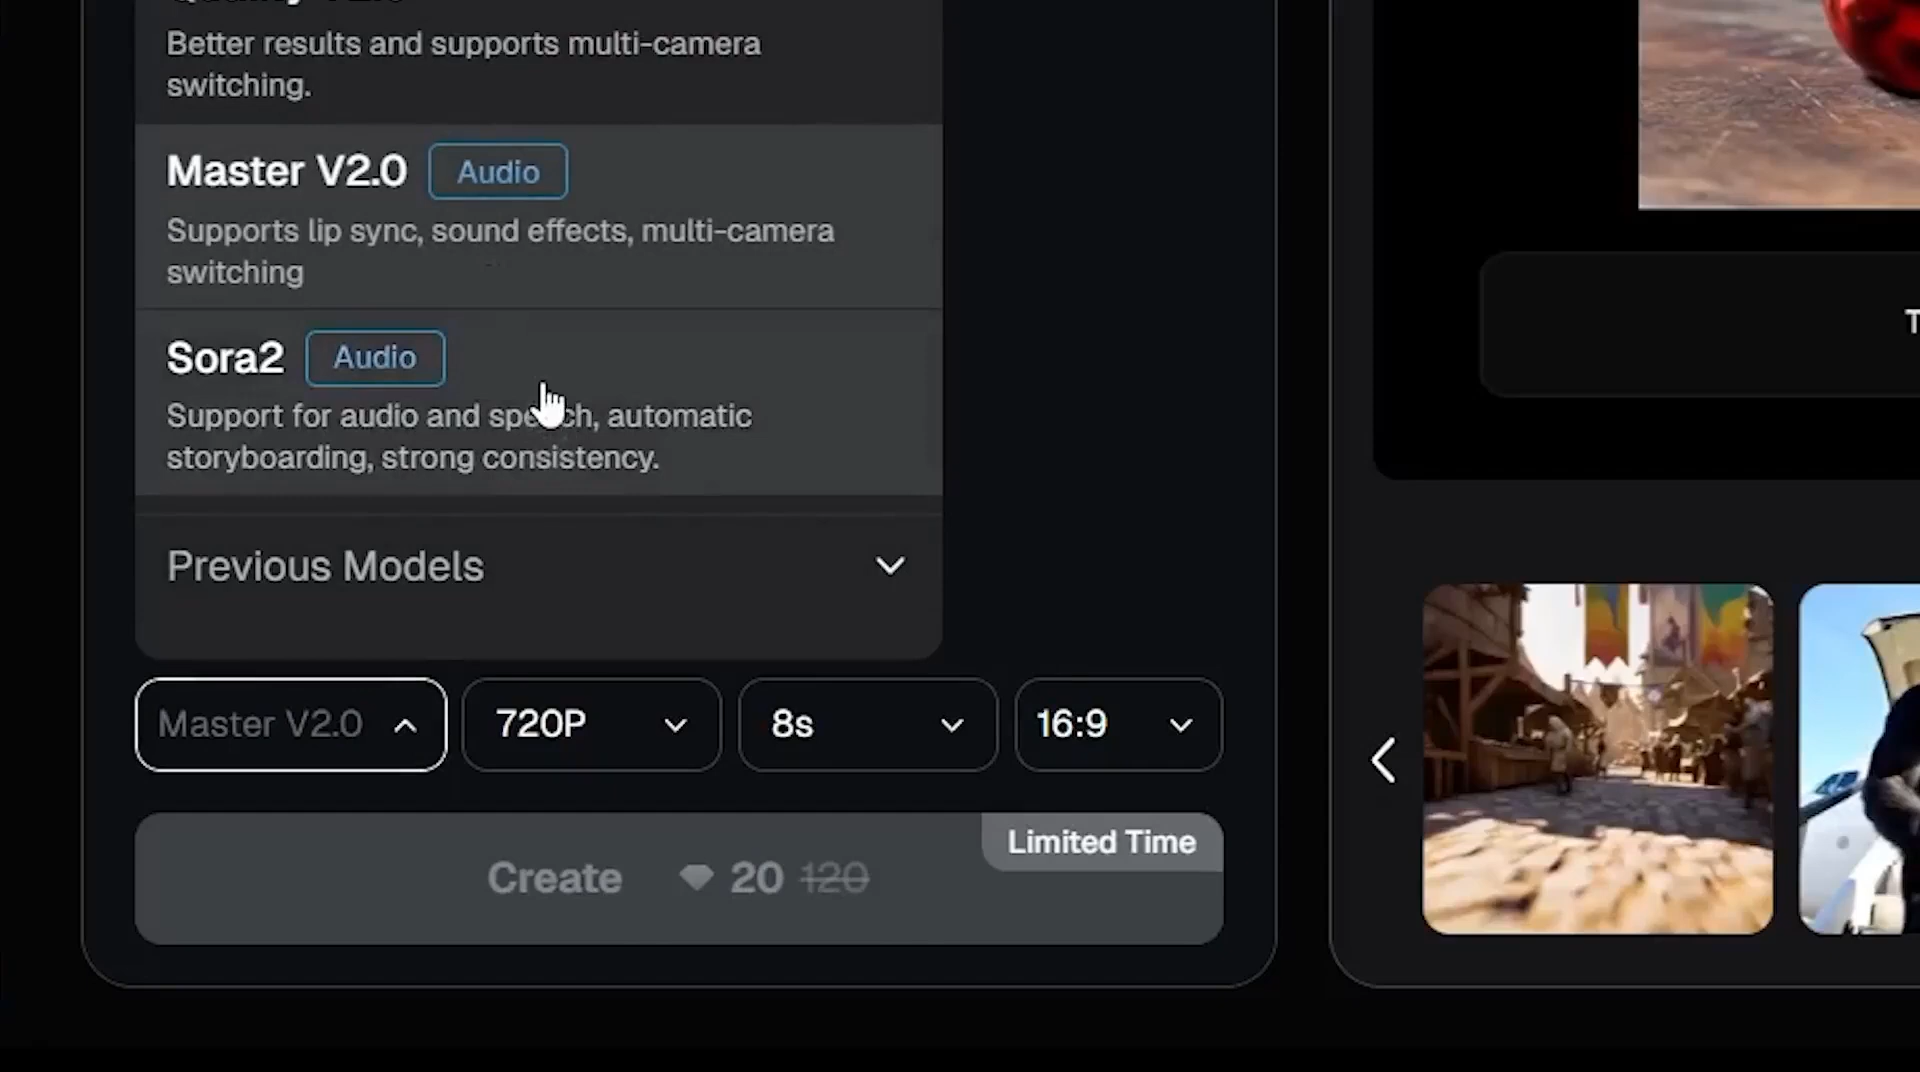 Better results and supports multi-camera
switching.
Master V2.0 Audio
Supports lip sync, sound effects, multi-camera
switching
Sora2 Audio
Support for audio and speech, automatic
storyboarding, strong consistency.
Previous Models
Master V2.0 720P 8s 16:9
Limited Time
Create 20 120
T